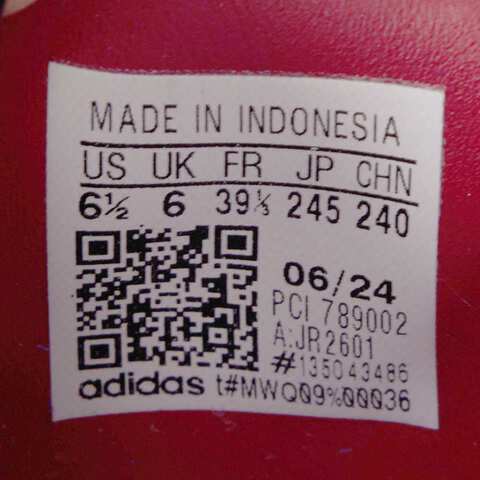 MADE IN INDONESIA
US UK FR JP CHN
6½ 6 39⅓ 245 240
06/24
PCI 789002
A:JR2601
#135043486
adidas t#MWQ09%00036